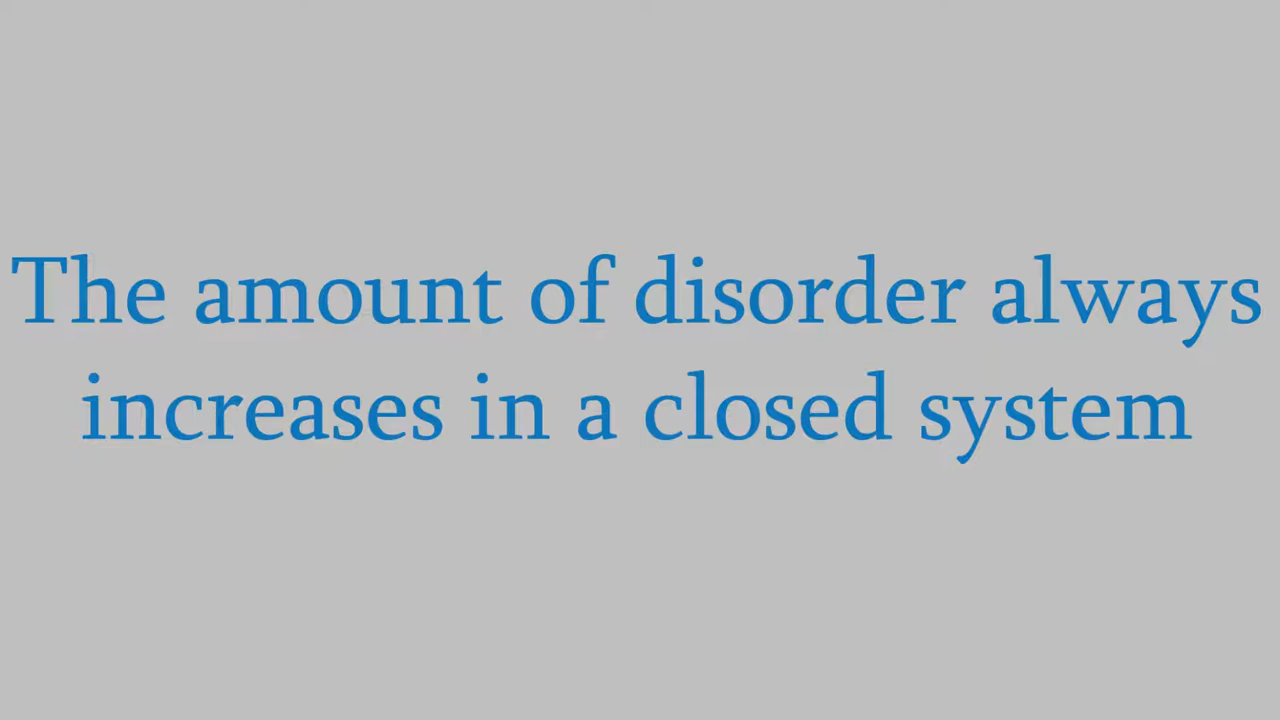 The amount of disorder always
increases in a closed system